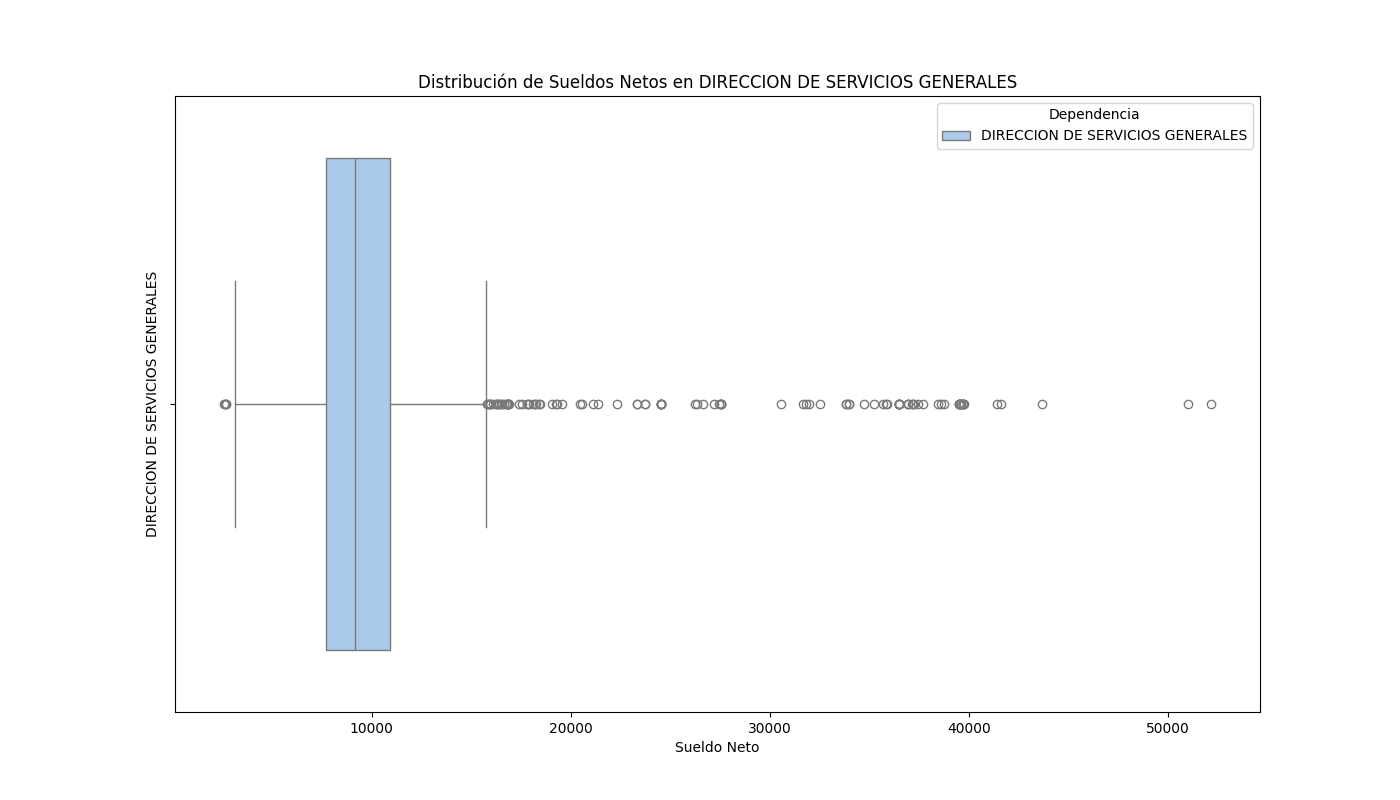 Distribución de Sueldos Netos en DIRECCION DE SERVICIOS GENERALES
Dependencia
DIRECCION DE SERVICIOS GENERALES
DIRECCION DE SERVICIOS GENERALES
10000
20000
30000
40000
50000
Sueldo Neto